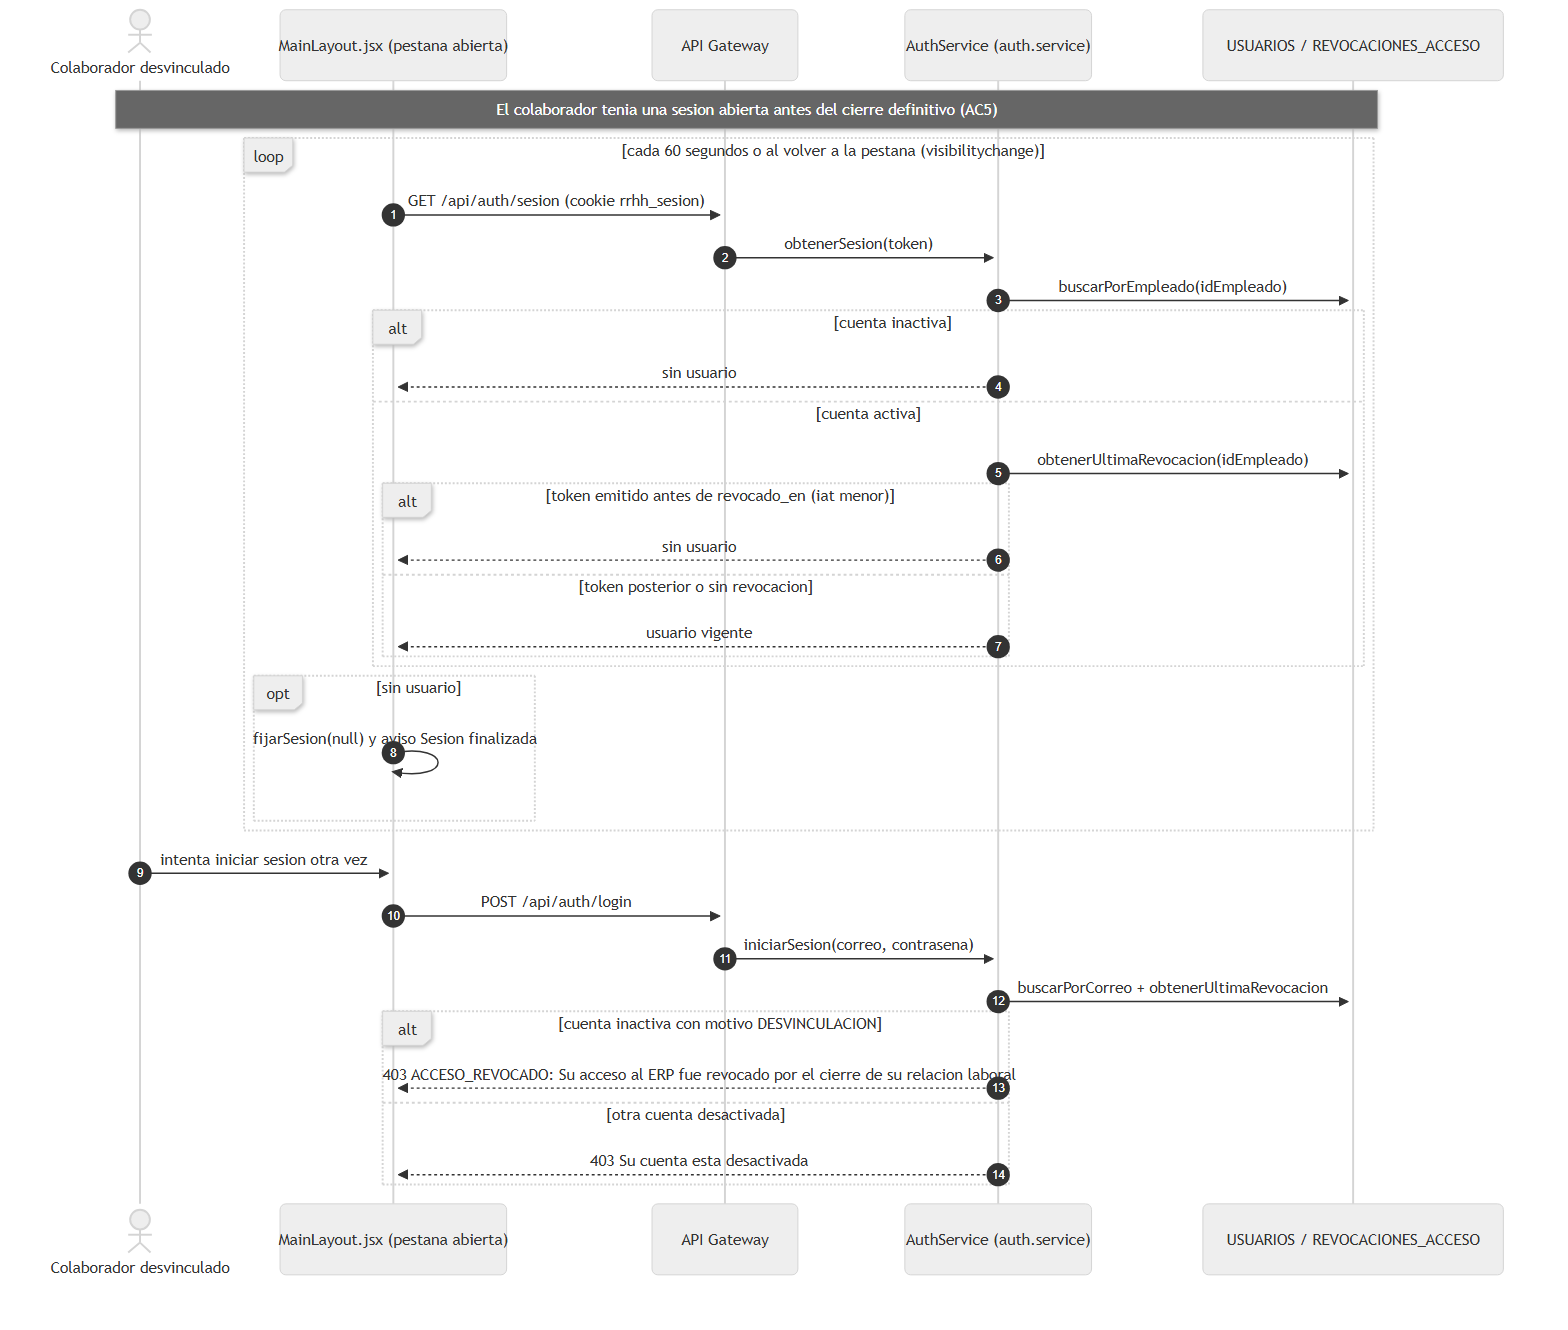 Colaborador desvinculado
MainLayout.jsx (pestana abierta)
API Gateway
AuthService (auth.service)
USUARIOS / REVOCACIONES_ACCESO
El colaborador tenia una sesion abierta antes del cierre definitivo (AC5)
loop
[cada 60 segundos o al volver a la pestana (visibilitychange)]
GET /api/auth/sesion (cookie rrhh_sesion)
1
obtenerSesion(token)
2
buscarPorEmpleado(idEmpleado)
3
alt
[cuenta inactiva]
sin usuario
4
[cuenta activa]
obtenerUltimaRevocacion(idEmpleado)
5
alt
[token emitido antes de revocado_en (iat menor)]
sin usuario
6
[token posterior o sin revocacion]
usuario vigente
7
opt
[sin usuario]
fijarSesion(null) y aviso Sesion finalizada
8
intenta iniciar sesion otra vez
9
POST /api/auth/login
10
iniciarSesion(correo, contrasena)
11
buscarPorCorreo + obtenerUltimaRevocacion
12
alt
[cuenta inactiva con motivo DESVINCULACION]
403 ACCESO_REVOCADO: Su acceso al ERP fue revocado por el cierre de su relacion laboral
13
[otra cuenta desactivada]
403 Su cuenta esta desactivada
14
Colaborador desvinculado
MainLayout.jsx (pestana abierta)
API Gateway
AuthService (auth.service)
USUARIOS / REVOCACIONES_ACCESO